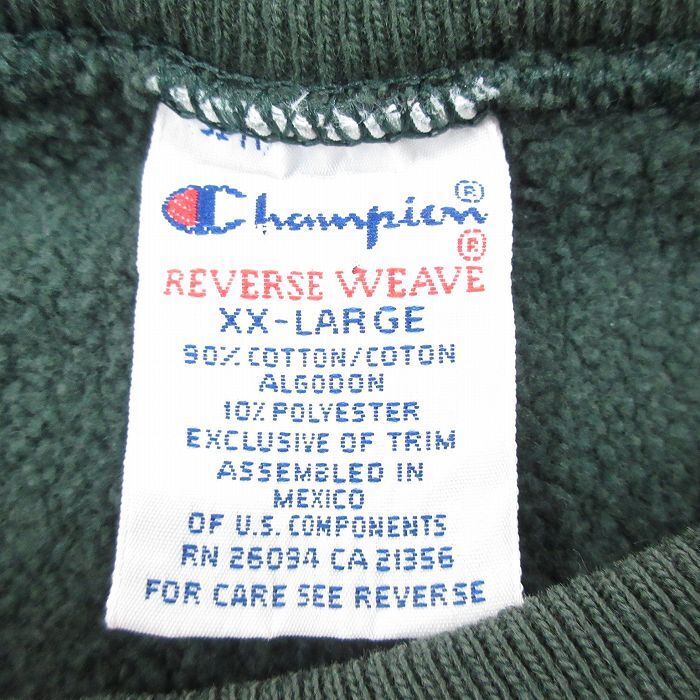 Champion®
REVERSE WEAVE®
XX-LARGE
90% COTTON/COTON
ALGODON
10% POLYESTER
EXCLUSIVE OF TRIM
ASSEMBLED IN
MEXICO
OF U.S. COMPONENTS
RN 26094 CA 21356
FOR CARE SEE REVERSE